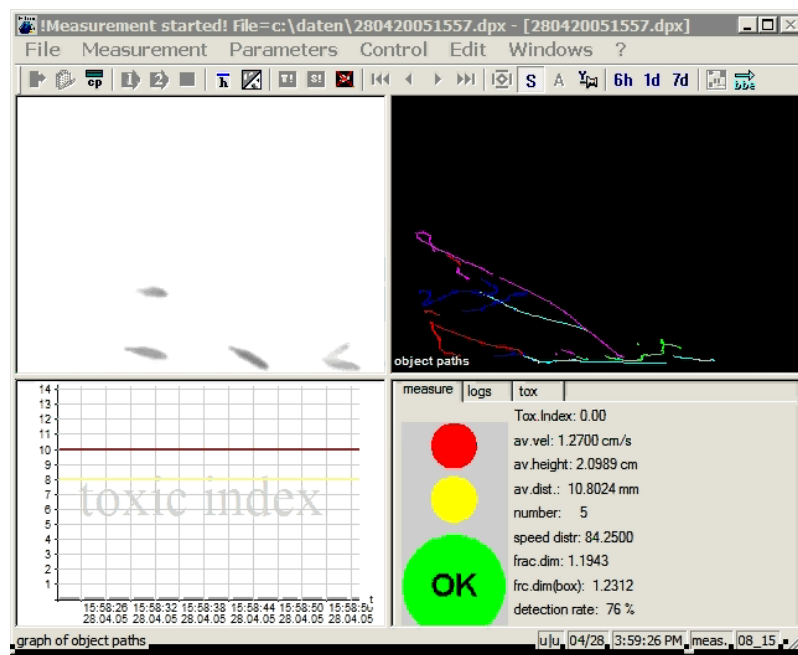 !Measurement started! File=c:\daten\280420051557.dpx - [280420051557.dpx]
File Measurement Parameters Control Edit Windows ?
cp 1 2 h T! S! S A 6h 1d 7d bbe
object paths
14
13
12
11
10
9
8
7
6
5
4
3
2
1
toxic index
t
15:58:26 15:58:32 15:58:38 15:58:44 15:58:50
28.04.05 28.04.05 28.04.05 28.04.05 28.04.05 28.04.05
measure logs tox
Tox.Index: 0.00
av.vel: 1.2700 cm/s
av.height: 2.0989 cm
av.dist.: 10.8024 mm
number: 5
speed distr: 84.2500
frac.dim: 1.1943
frc.dim(box): 1.2312
detection rate: 76 %
OK
graph of object paths u|u 04/28 3:59:26 PM meas. 08_15